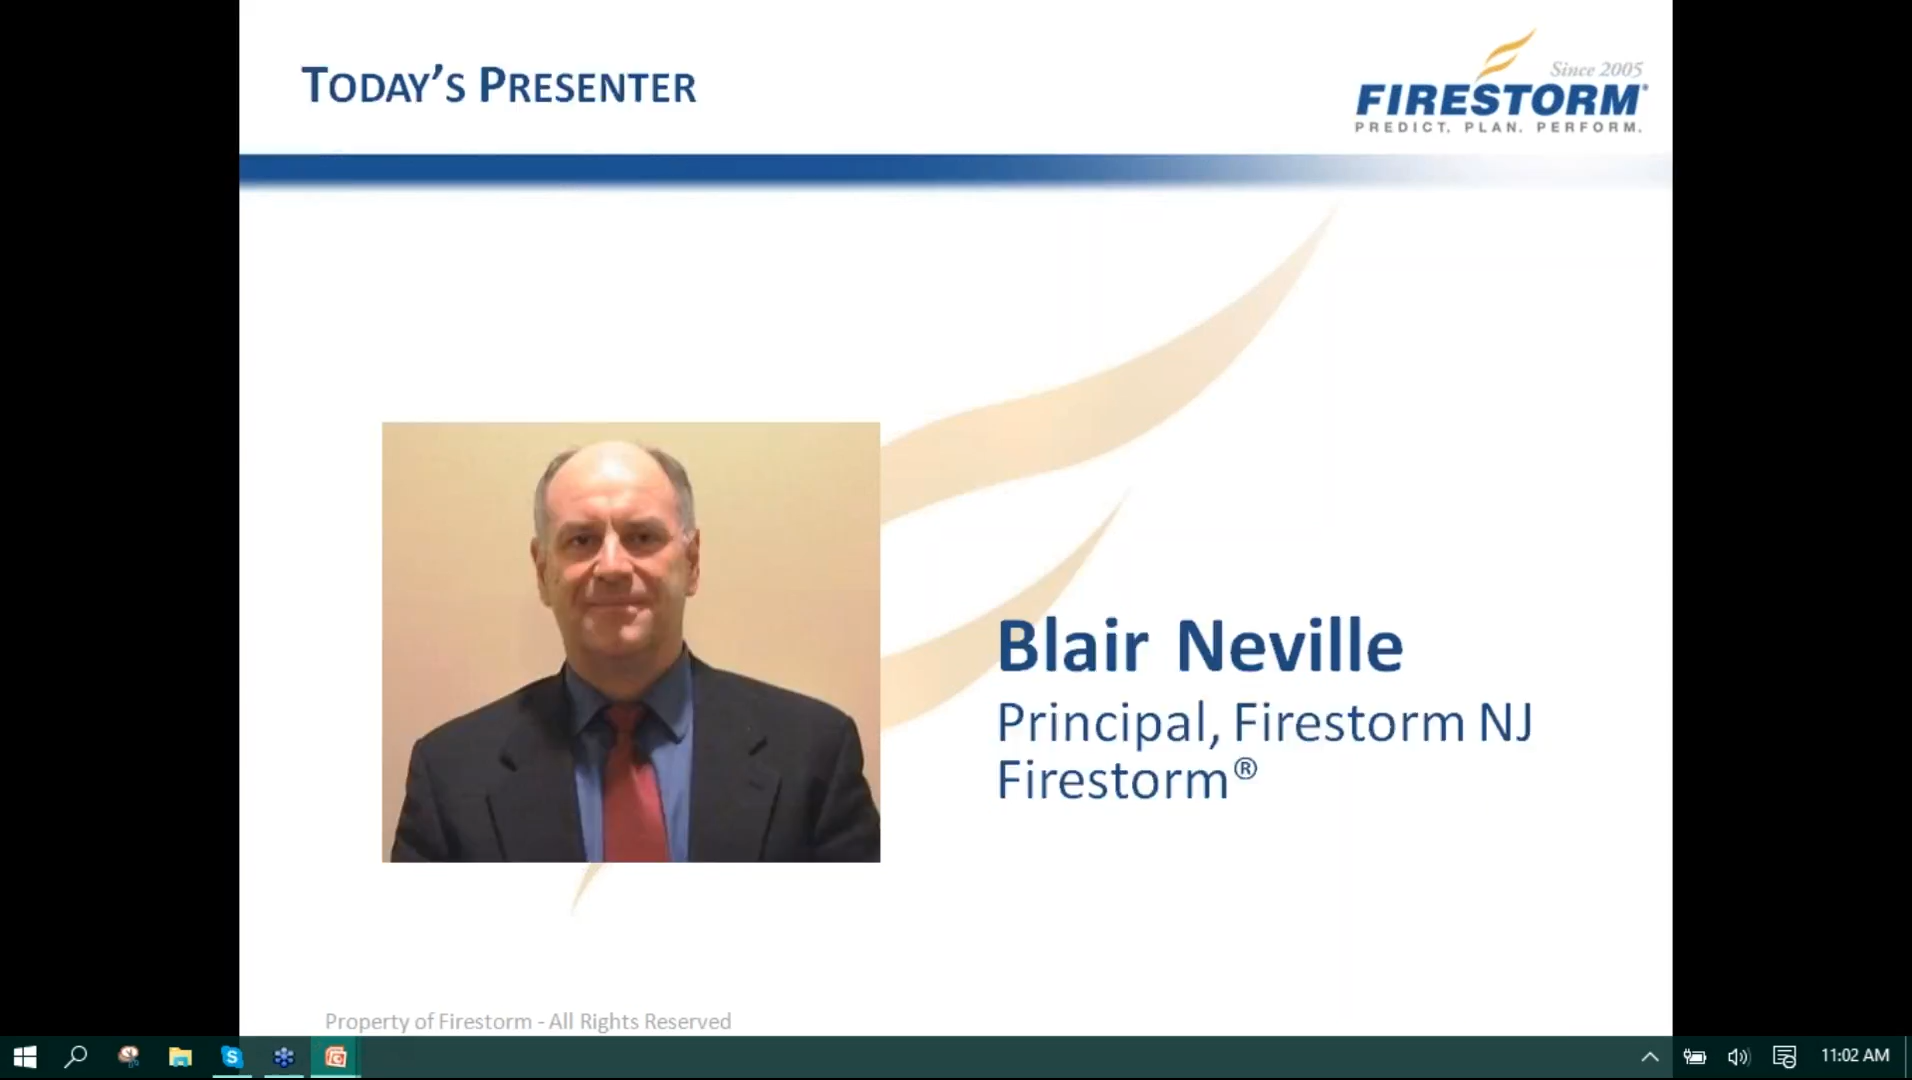 TODAY'S PRESENTER
Since 2005
FIRESTORM®
PREDICT. PLAN. PERFORM.
Blair Neville
Principal, Firestorm NJ
Firestorm®
Property of Firestorm - All Rights Reserved
11:02 AM